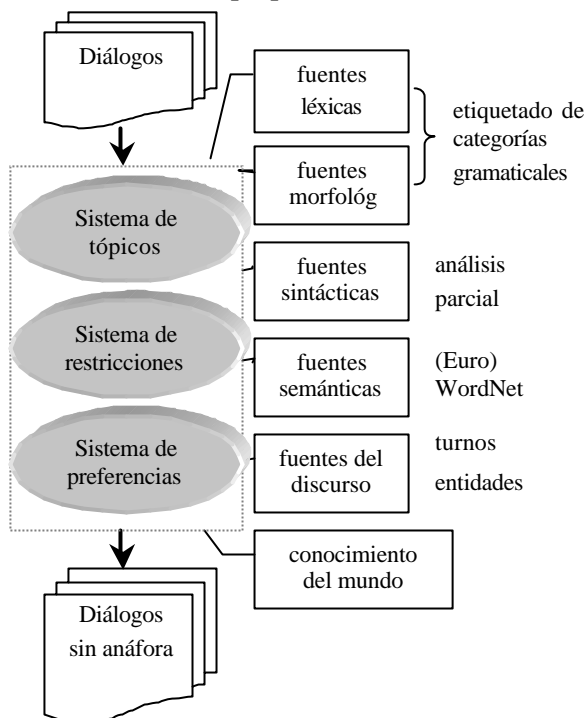 Diálogos
fuentes
léxicas
etiquetado de
categorías
gramaticales
fuentes
morfológ
Sistema de
tópicos
fuentes
sintácticas
análisis
parcial
Sistema de
restricciones
fuentes
semánticas
(Euro)
WordNet
Sistema de
preferencias
fuentes del
discurso
turnos
entidades
conocimiento
del mundo
Diálogos
sin anáfora